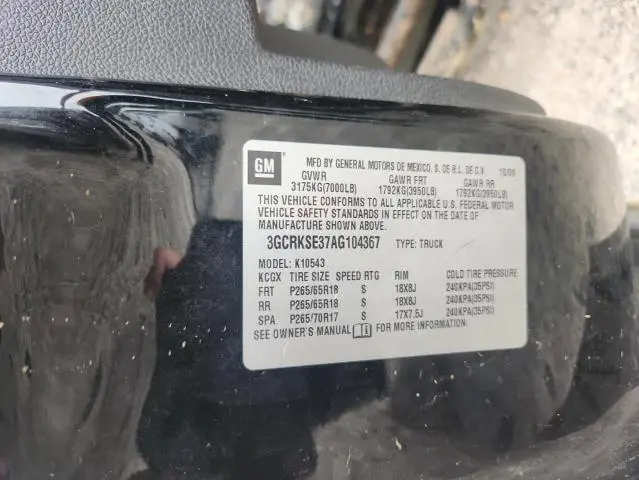 GM MFD BY GENERAL MOTORS DE MEXICO, S. DE R.L. DE C.V. 10/09
GVWR GAWR FRT GAWR RR
3175KG(7000LB) 1792KG(3950LB) 1792KG(3950LB)
THIS VEHICLE CONFORMS TO ALL APPLICABLE U.S. FEDERAL MOTOR
VEHICLE SAFETY STANDARDS IN EFFECT ON THE DATE OF
MANUFACTURE SHOWN ABOVE.
3GCRKSE37AG104367 TYPE: TRUCK
MODEL: K10543
KCGX TIRE SIZE SPEED RTG RIM COLD TIRE PRESSURE
FRT P265/65R18 S 18X8J 240KPA(35PSI)
RR P265/65R18 S 18X8J 240KPA(35PSI)
SPA P265/70R17 S 17X7.5J 240KPA(35PSI)
SEE OWNER'S MANUAL FOR MORE INFORMATION.